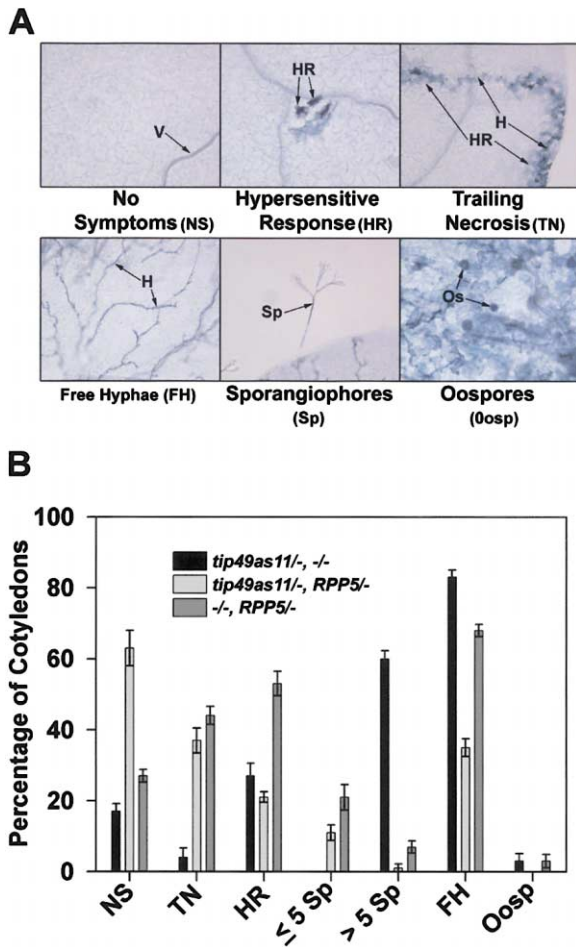 A
V
HR
H
HR
No
Symptoms (NS)
Hypersensitive
Response (HR)
Trailing
Necrosis (TN)
H
Sp
Os
Free Hyphae (FH)
Sporangiophores
(Sp)
Oospores
(0osp)
B
Percentage of Cotyledons
100
80
60
40
20
0
tip49as11/-, -/-
tip49as11/-, RPP5/-
-/-, RPP5/-
NS
TN
HR
≤ 5 Sp
> 5 Sp
FH
Oosp